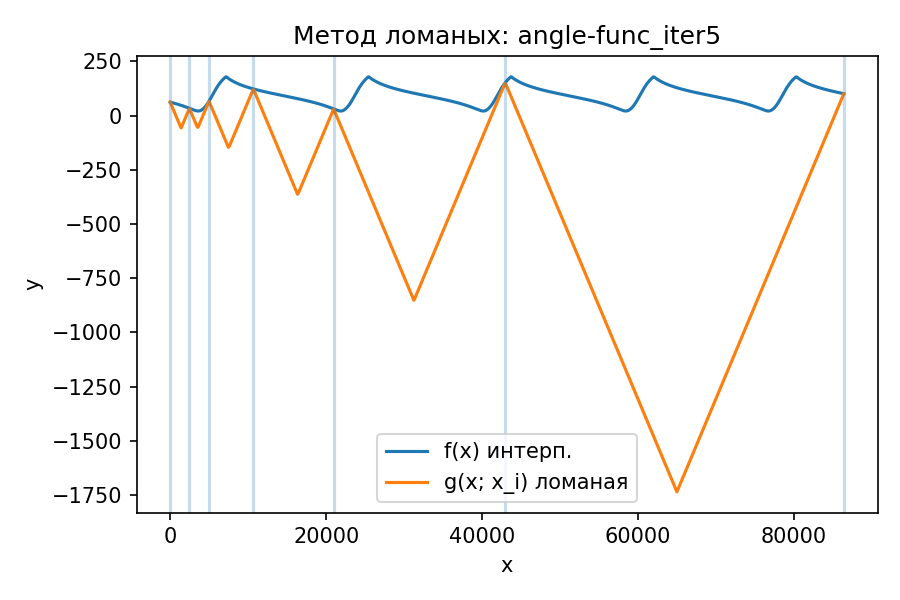 Метод ломаных: angle-func_iter5
250
0
−250
−500
−750
−1000
−1250
−1500
−1750
y
f(x) интерп.
g(x; x_i) ломаная
0
20000
40000
60000
80000
x